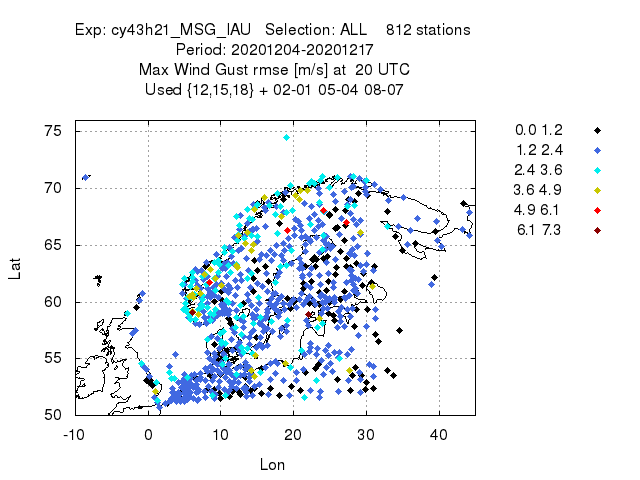 Exp: cy43h21_MSG_IAU Selection: ALL 812 stations
Period: 20201204-20201217
Max Wind Gust rmse [m/s] at 20 UTC
Used {12,15,18} + 02-01 05-04 08-07
0.0 1.2
1.2 2.4
2.4 3.6
3.6 4.9
4.9 6.1
6.1 7.3
75
70
65
60
55
50
Lat
-10 0 10 20 30 40
Lon